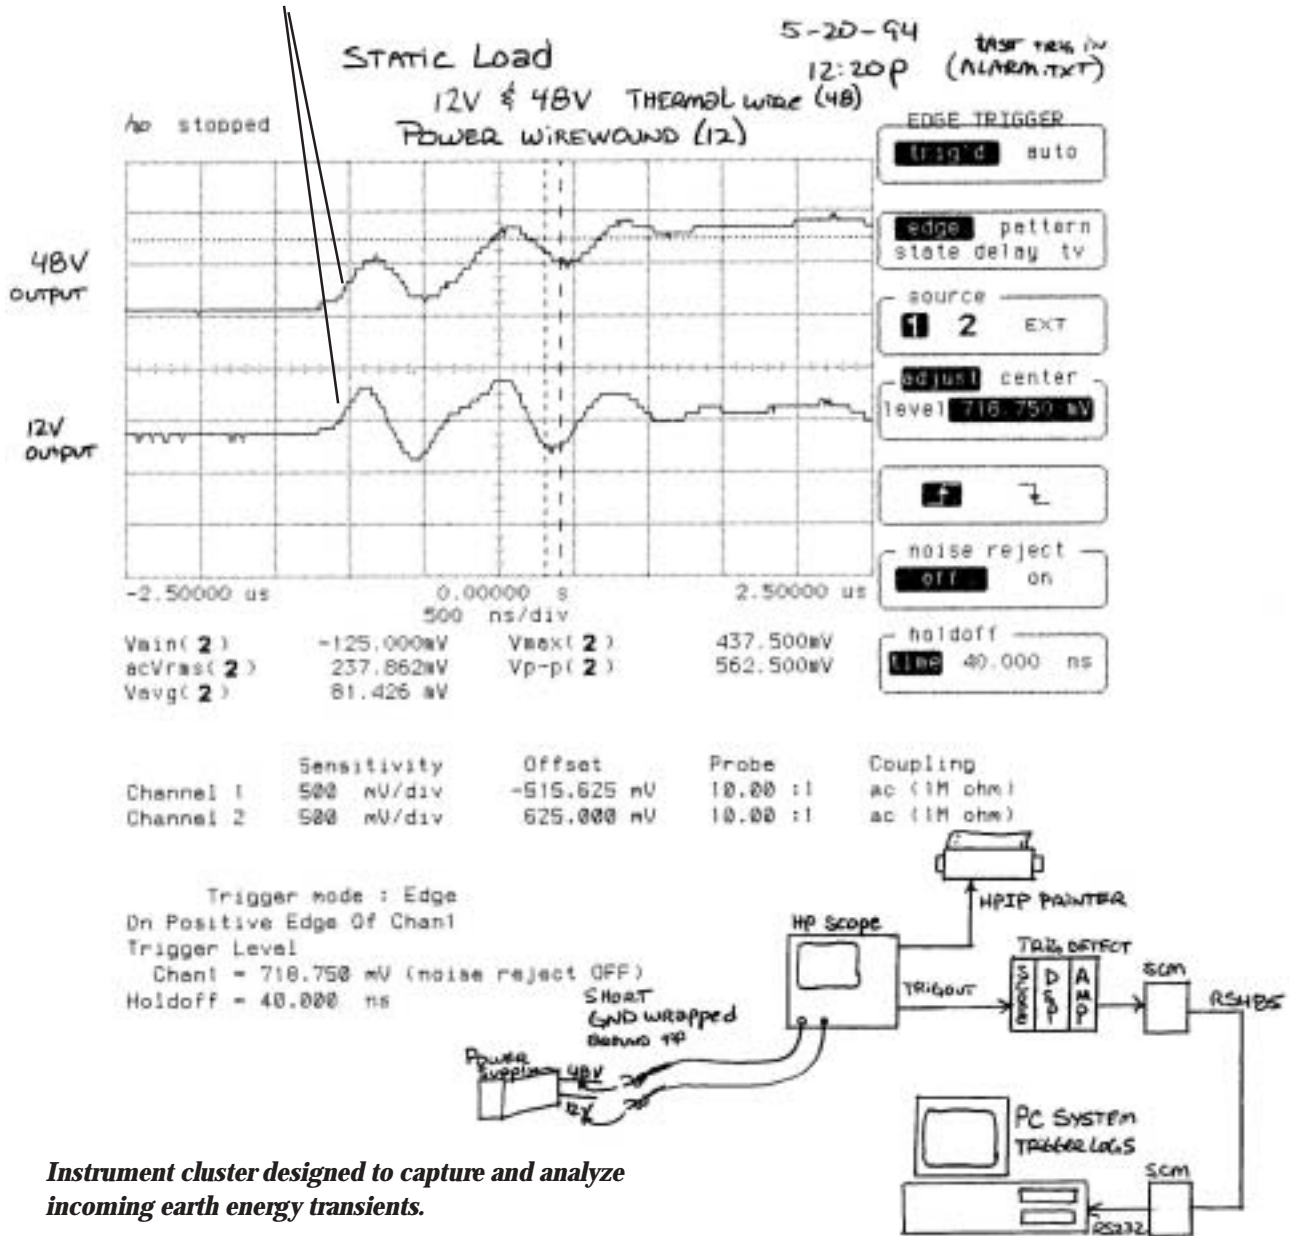 5-20-94
STATIC Load
12:20P
LAST TRIG IN
(ALARM.TXT)
12V & 48V THERMAL WIRE (48)
POWER WIREWOUND (12)
hp stopped
EDGE TRIGGER
trig'd auto
edge pattern
state delay tv
source
1 2 EXT
adjust center
level 718.750 mV
noise reject
off on
holdoff
time 40.000 ns
48V
OUTPUT
12V
OUTPUT
-2.50000 us 0.00000 s 2.50000 us
500 ns/div
Vmin(2) -125.000mV Vmax(2) 437.500mV
acVrms(2) 237.862mV Vp-p(2) 562.500mV
Vavg(2) 81.426 mV
Sensitivity Offset Probe Coupling
Channel 1 500 mV/div -515.625 mV 10.00 :1 ac (1M ohm)
Channel 2 500 mV/div 625.000 mV 10.00 :1 ac (1M ohm)
Trigger mode : Edge
On Positive Edge Of Chan1
Trigger Level
Chan1 = 718.750 mV (noise reject OFF)
Holdoff = 40.000 ns
SHORT
GND WRAPPED
AROUND TIP
POWER
Supply
48V
12V
HP Scope
HPIP PAINTER
TRIGOUT
TRIG DETECT
SCM
RS485
PC SYSTEM
TRIGGER LOGS
SCM
RS232
Instrument cluster designed to capture and analyze
incoming earth energy transients.